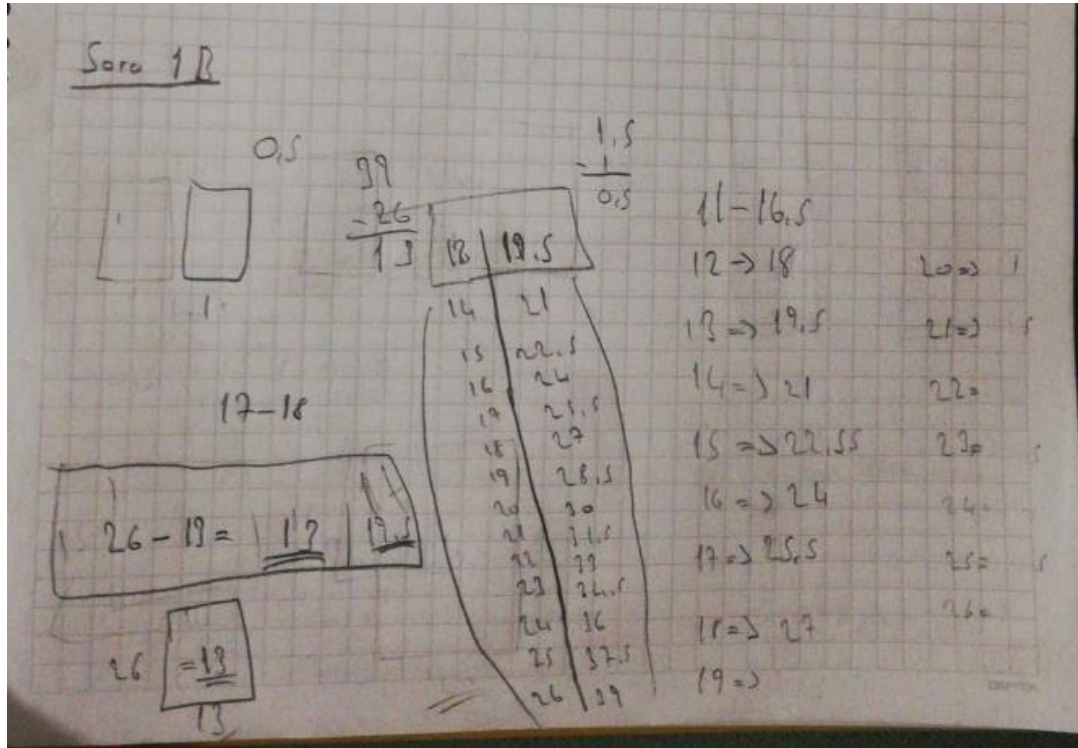 Soru 1B
0,5
39
-26
13
1
1,5
- 1
0,5
13 | 19.5
14 | 21
15 | 22.5
16 | 24
17 | 25.5
18 | 27
19 | 28.5
20 | 30
21 | 31.5
22 | 33
23 | 34.5
24 | 36
25 | 37.5
26 | 39
17-18
26 - 13 = | 13 | 19.5
26 = 13
13
11-16,5
12 → 18
13 => 19.5
14 => 21
15 => 22,55
16 => 24
17 => 25.5
18 => 27
19 =>
20 =>
21 =>
22 =
23 =
24 =
25 =
26 =